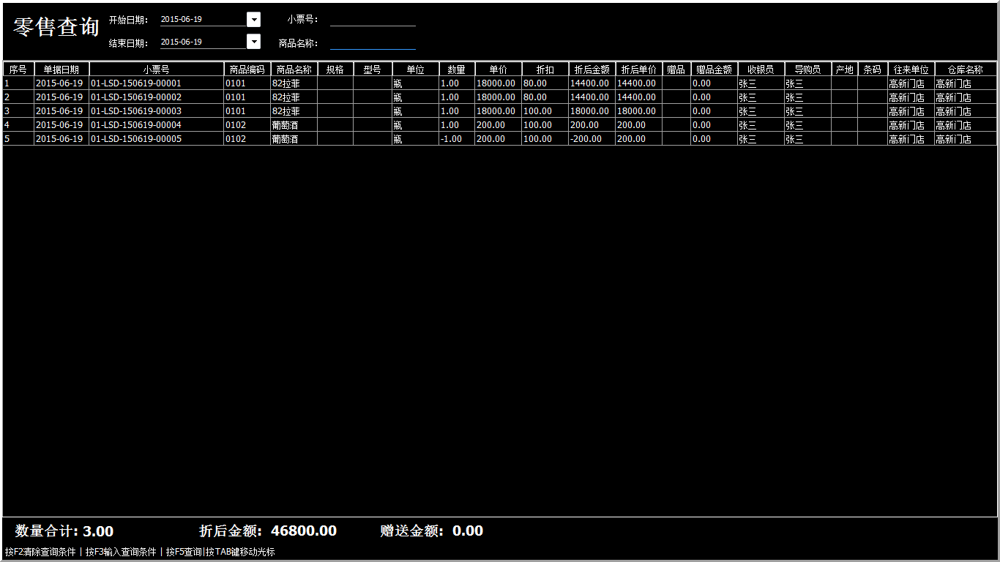 零售查询
开始日期： 2015-06-19 小票号：
结束日期： 2015-06-19 商品名称：
序号 单据日期 小票号 商品编码 商品名称 规格 型号 单位 数量 单价 折扣 折后金额 折后单价 赠品 赠品金额 收银员 导购员 产地 条码 往来单位 仓库名称
1 2015-06-19 01-LSD-150619-00001 0101 82拉菲 瓶 1.00 18000.00 80.00 14400.00 14400.00 0.00 张三 张三 高新门店 高新门店
2 2015-06-19 01-LSD-150619-00002 0101 82拉菲 瓶 1.00 18000.00 80.00 14400.00 14400.00 0.00 张三 张三 高新门店 高新门店
3 2015-06-19 01-LSD-150619-00003 0101 82拉菲 瓶 1.00 18000.00 100.00 18000.00 18000.00 0.00 张三 张三 高新门店 高新门店
4 2015-06-19 01-LSD-150619-00004 0102 葡萄酒 瓶 1.00 200.00 100.00 200.00 200.00 0.00 张三 张三 高新门店 高新门店
5 2015-06-19 01-LSD-150619-00005 0102 葡萄酒 瓶 -1.00 200.00 100.00 -200.00 200.00 0.00 张三 张三 高新门店 高新门店
数量合计: 3.00 折后金额: 46800.00 赠送金额: 0.00
按F2清除查询条件 | 按F3输入查询条件 | 按F5查询|按TAB键移动光标